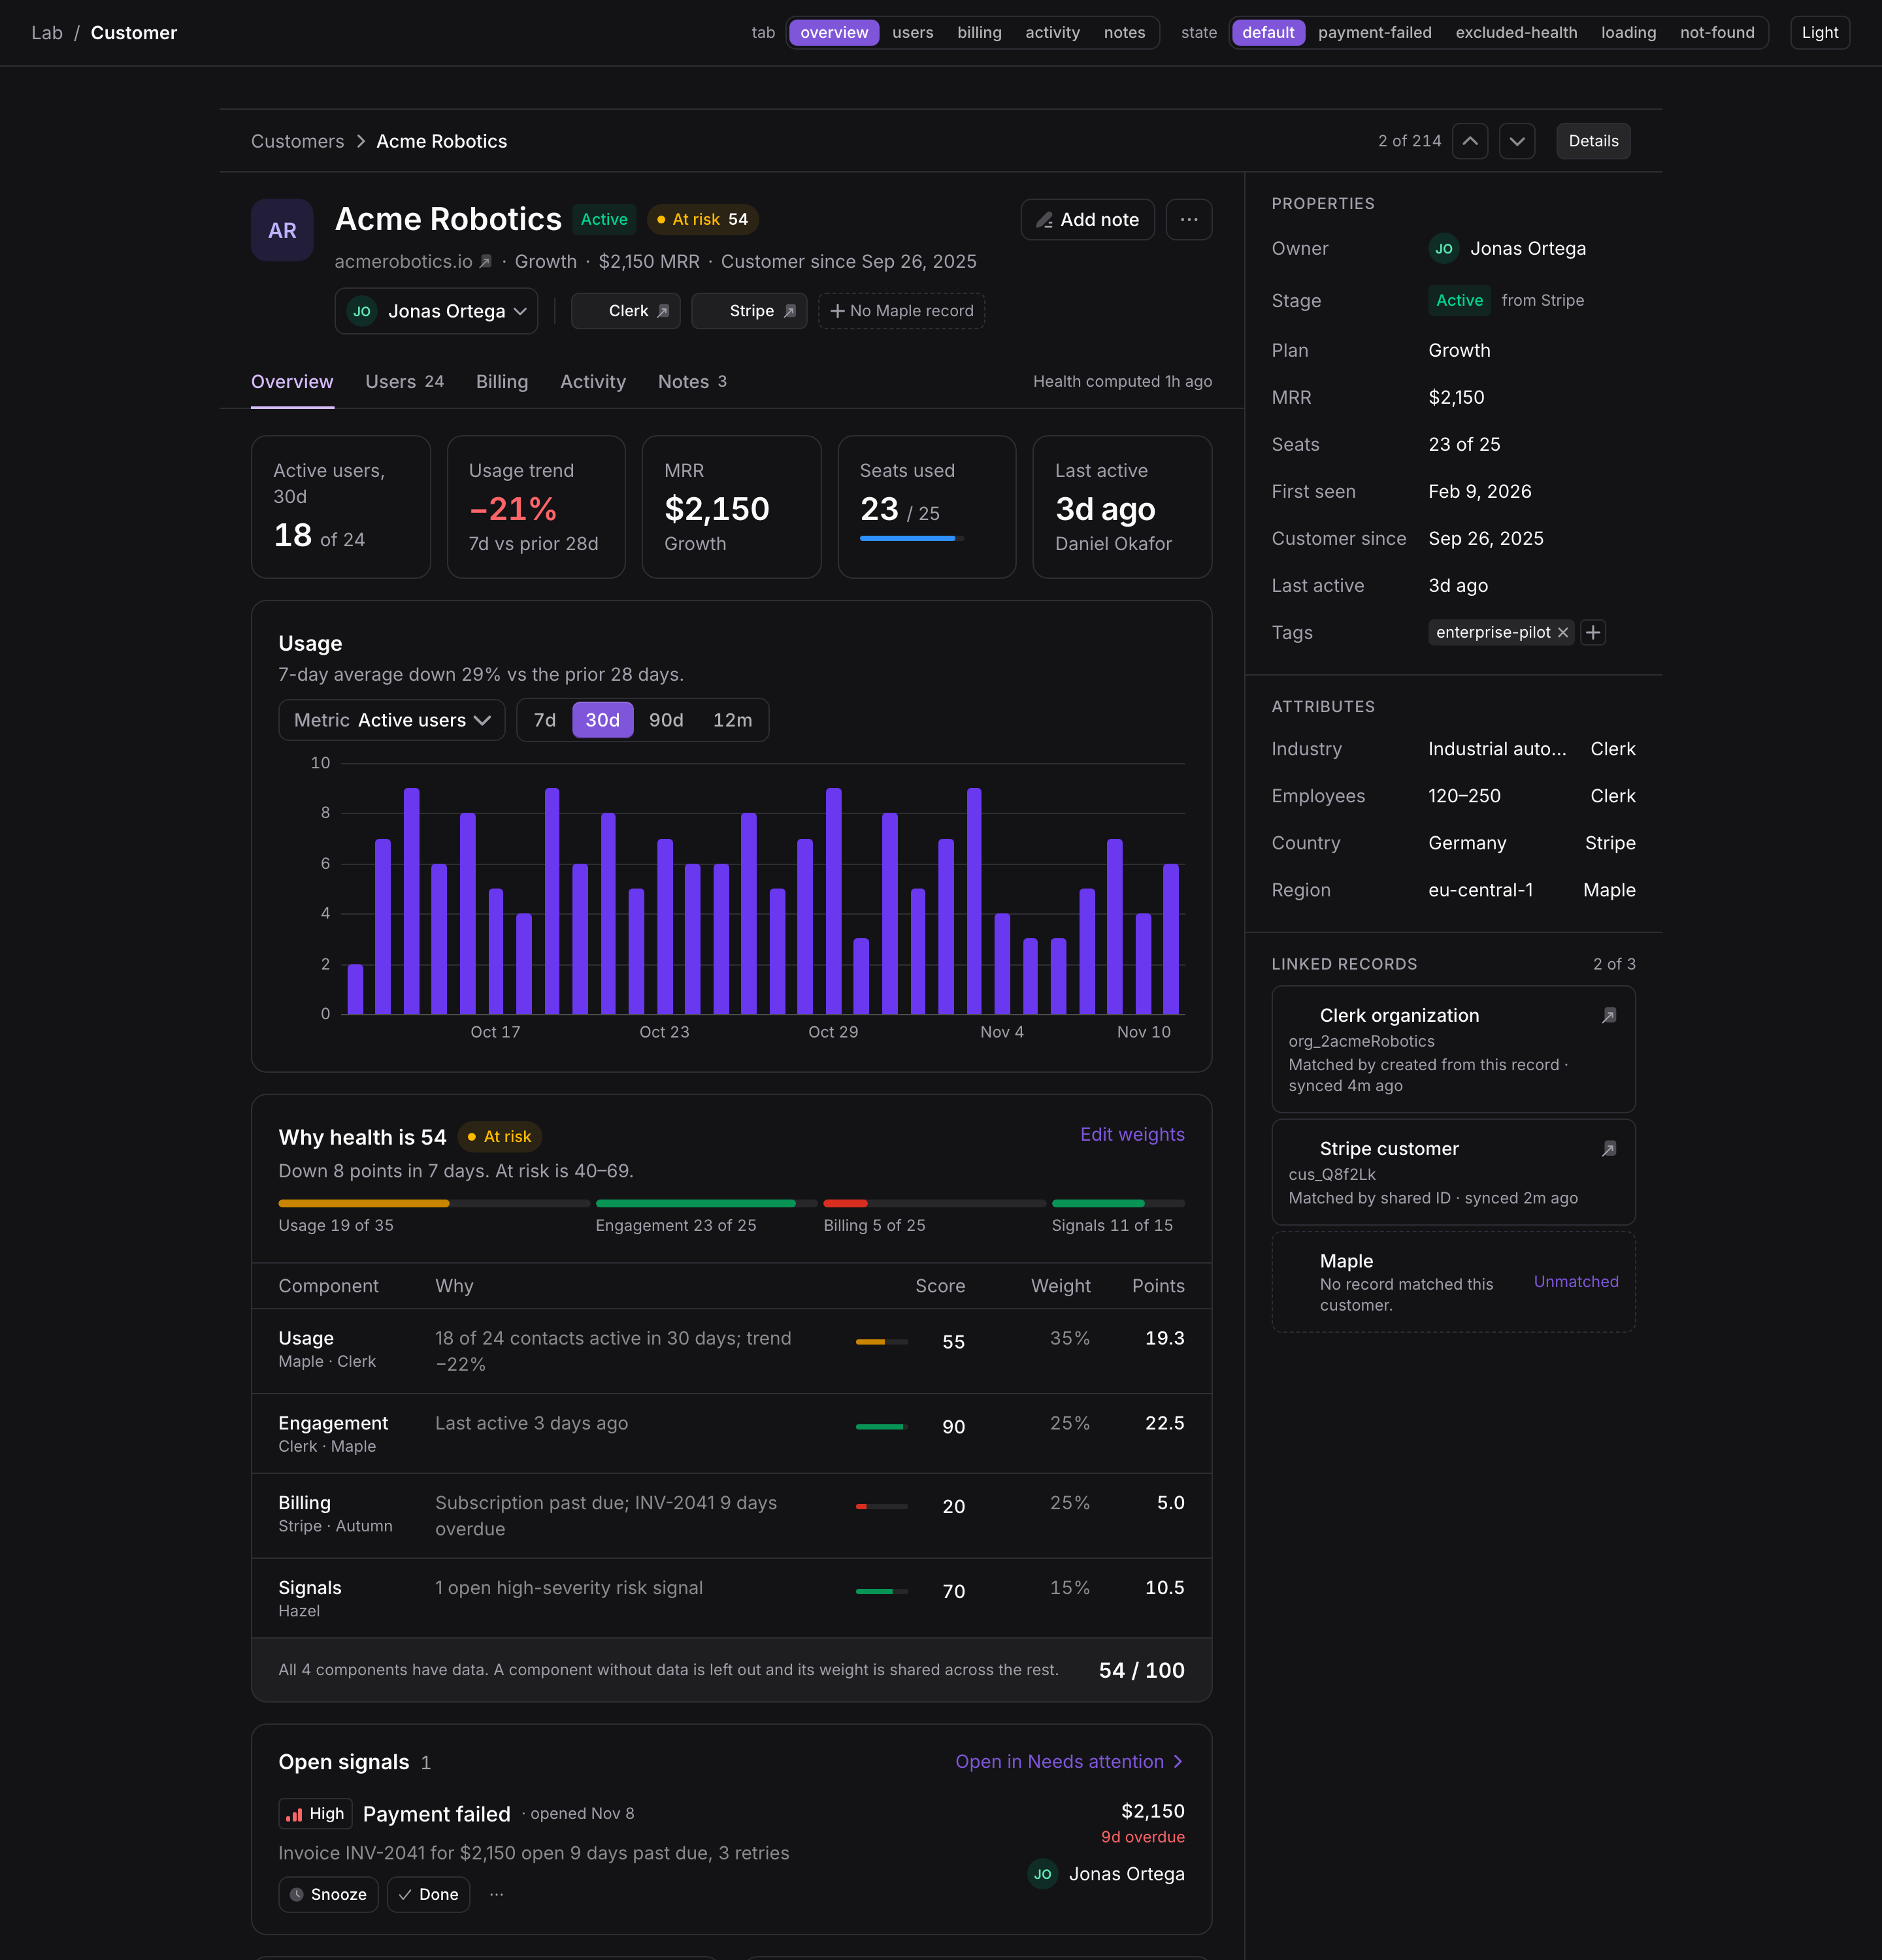 Lab / Customer
tab overview users billing activity notes state default payment-failed excluded-health loading not-found Light
Customers > Acme Robotics
2 of 214 Details
AR Acme Robotics Active At risk 54
Add note ...
acmerobotics.io · Growth · $2,150 MRR · Customer since Sep 26, 2025
JO Jonas Ortega Clerk Stripe + No Maple record
Overview Users 24 Billing Activity Notes 3 Health computed 1h ago
Active users, 30d
18 of 24
Usage trend
−21%
7d vs prior 28d
MRR
$2,150
Growth
Seats used
23 / 25
Last active
3d ago
Daniel Okafor
Usage
7-day average down 29% vs the prior 28 days.
Metric Active users 7d 30d 90d 12m
10
8
6
4
2
0
Oct 17 Oct 23 Oct 29 Nov 4 Nov 10
Why health is 54 At risk Edit weights
Down 8 points in 7 days. At risk is 40–69.
Usage 19 of 35 Engagement 23 of 25 Billing 5 of 25 Signals 11 of 15
Component Why Score Weight Points
Usage 18 of 24 contacts active in 30 days; trend −22% 55 35% 19.3
Maple · Clerk
Engagement Last active 3 days ago 90 25% 22.5
Clerk · Maple
Billing Subscription past due; INV-2041 9 days overdue 20 25% 5.0
Stripe · Autumn
Signals 1 open high-severity risk signal 70 15% 10.5
Hazel
All 4 components have data. A component without data is left out and its weight is shared across the rest. 54 / 100
Open signals 1 Open in Needs attention >
High Payment failed · opened Nov 8 $2,150
9d overdue
Invoice INV-2041 for $2,150 open 9 days past due, 3 retries
JO Jonas Ortega
Snooze Done ...
PROPERTIES
Owner JO Jonas Ortega
Stage Active from Stripe
Plan Growth
MRR $2,150
Seats 23 of 25
First seen Feb 9, 2026
Customer since Sep 26, 2025
Last active 3d ago
Tags enterprise-pilot × +
ATTRIBUTES
Industry Industrial auto... Clerk
Employees 120–250 Clerk
Country Germany Stripe
Region eu-central-1 Maple
LINKED RECORDS 2 of 3
Clerk organization
org_2acmeRobotics
Matched by created from this record ·
synced 4m ago
Stripe customer
cus_Q8f2Lk
Matched by shared ID · synced 2m ago
Maple
No record matched this
customer.
Unmatched